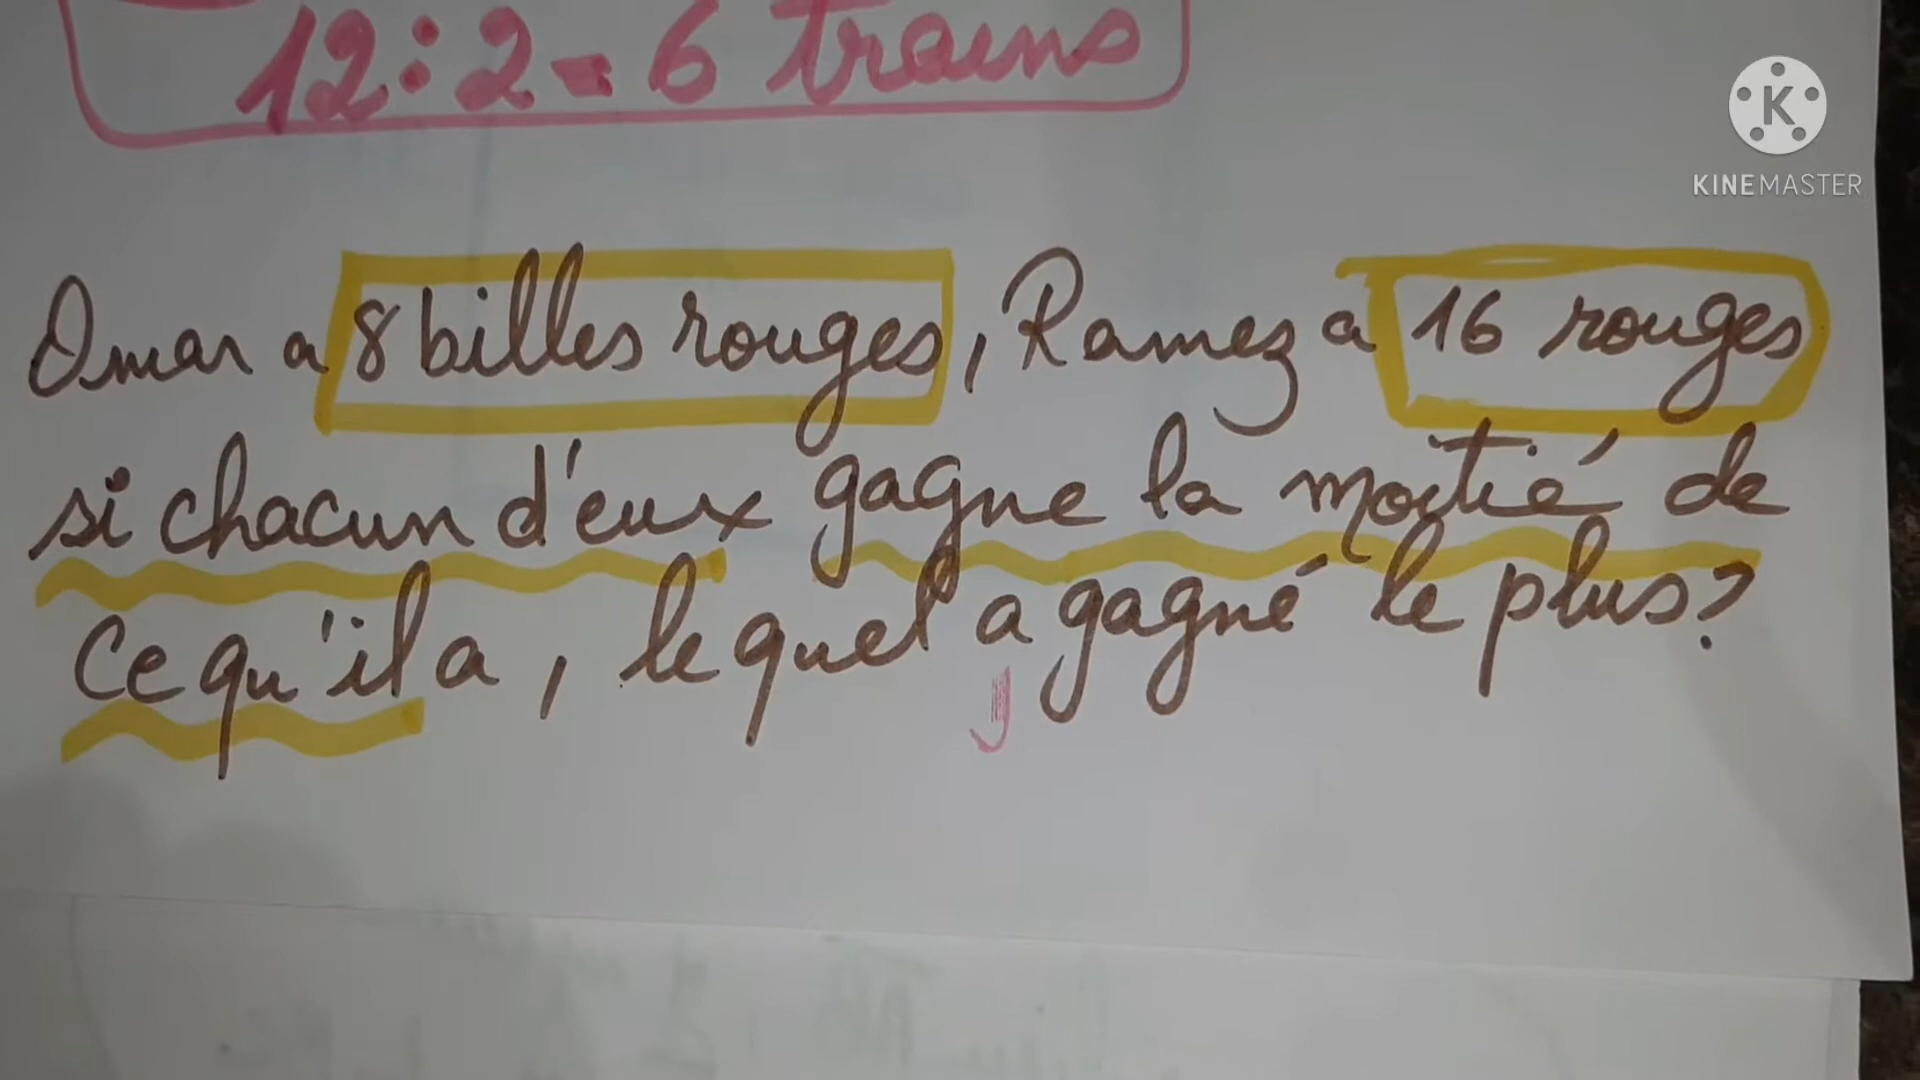 12:2=6 trains
K
KINEMASTER
Omar a 8 billes rouges, Ramez a 16 rouges
si chacun d'eux gagne la moitié de
ce qu'il a, lequel a gagné le plus?